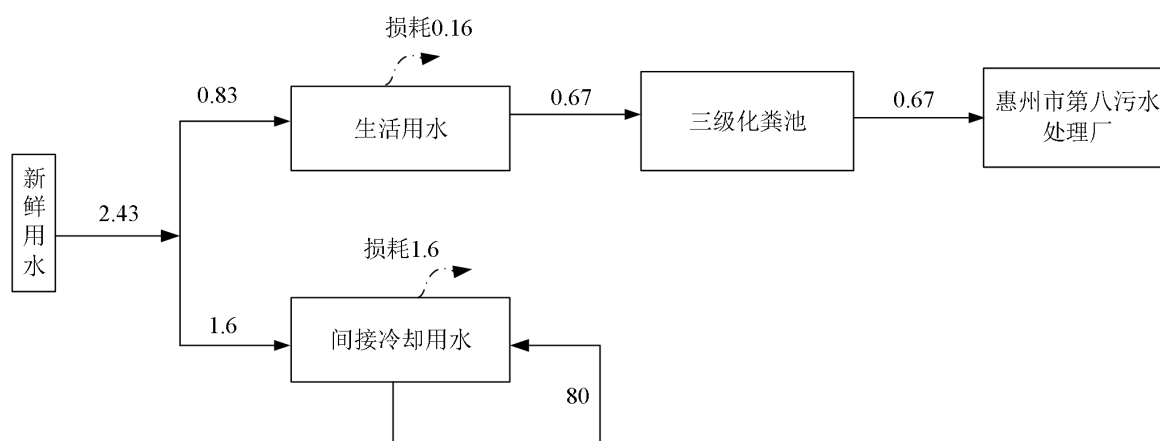 损耗0.16
0.83
生活用水
0.67
三级化粪池
0.67
惠州市第八污水
处理厂
新鲜用水
2.43
损耗1.6
1.6
间接冷却用水
80